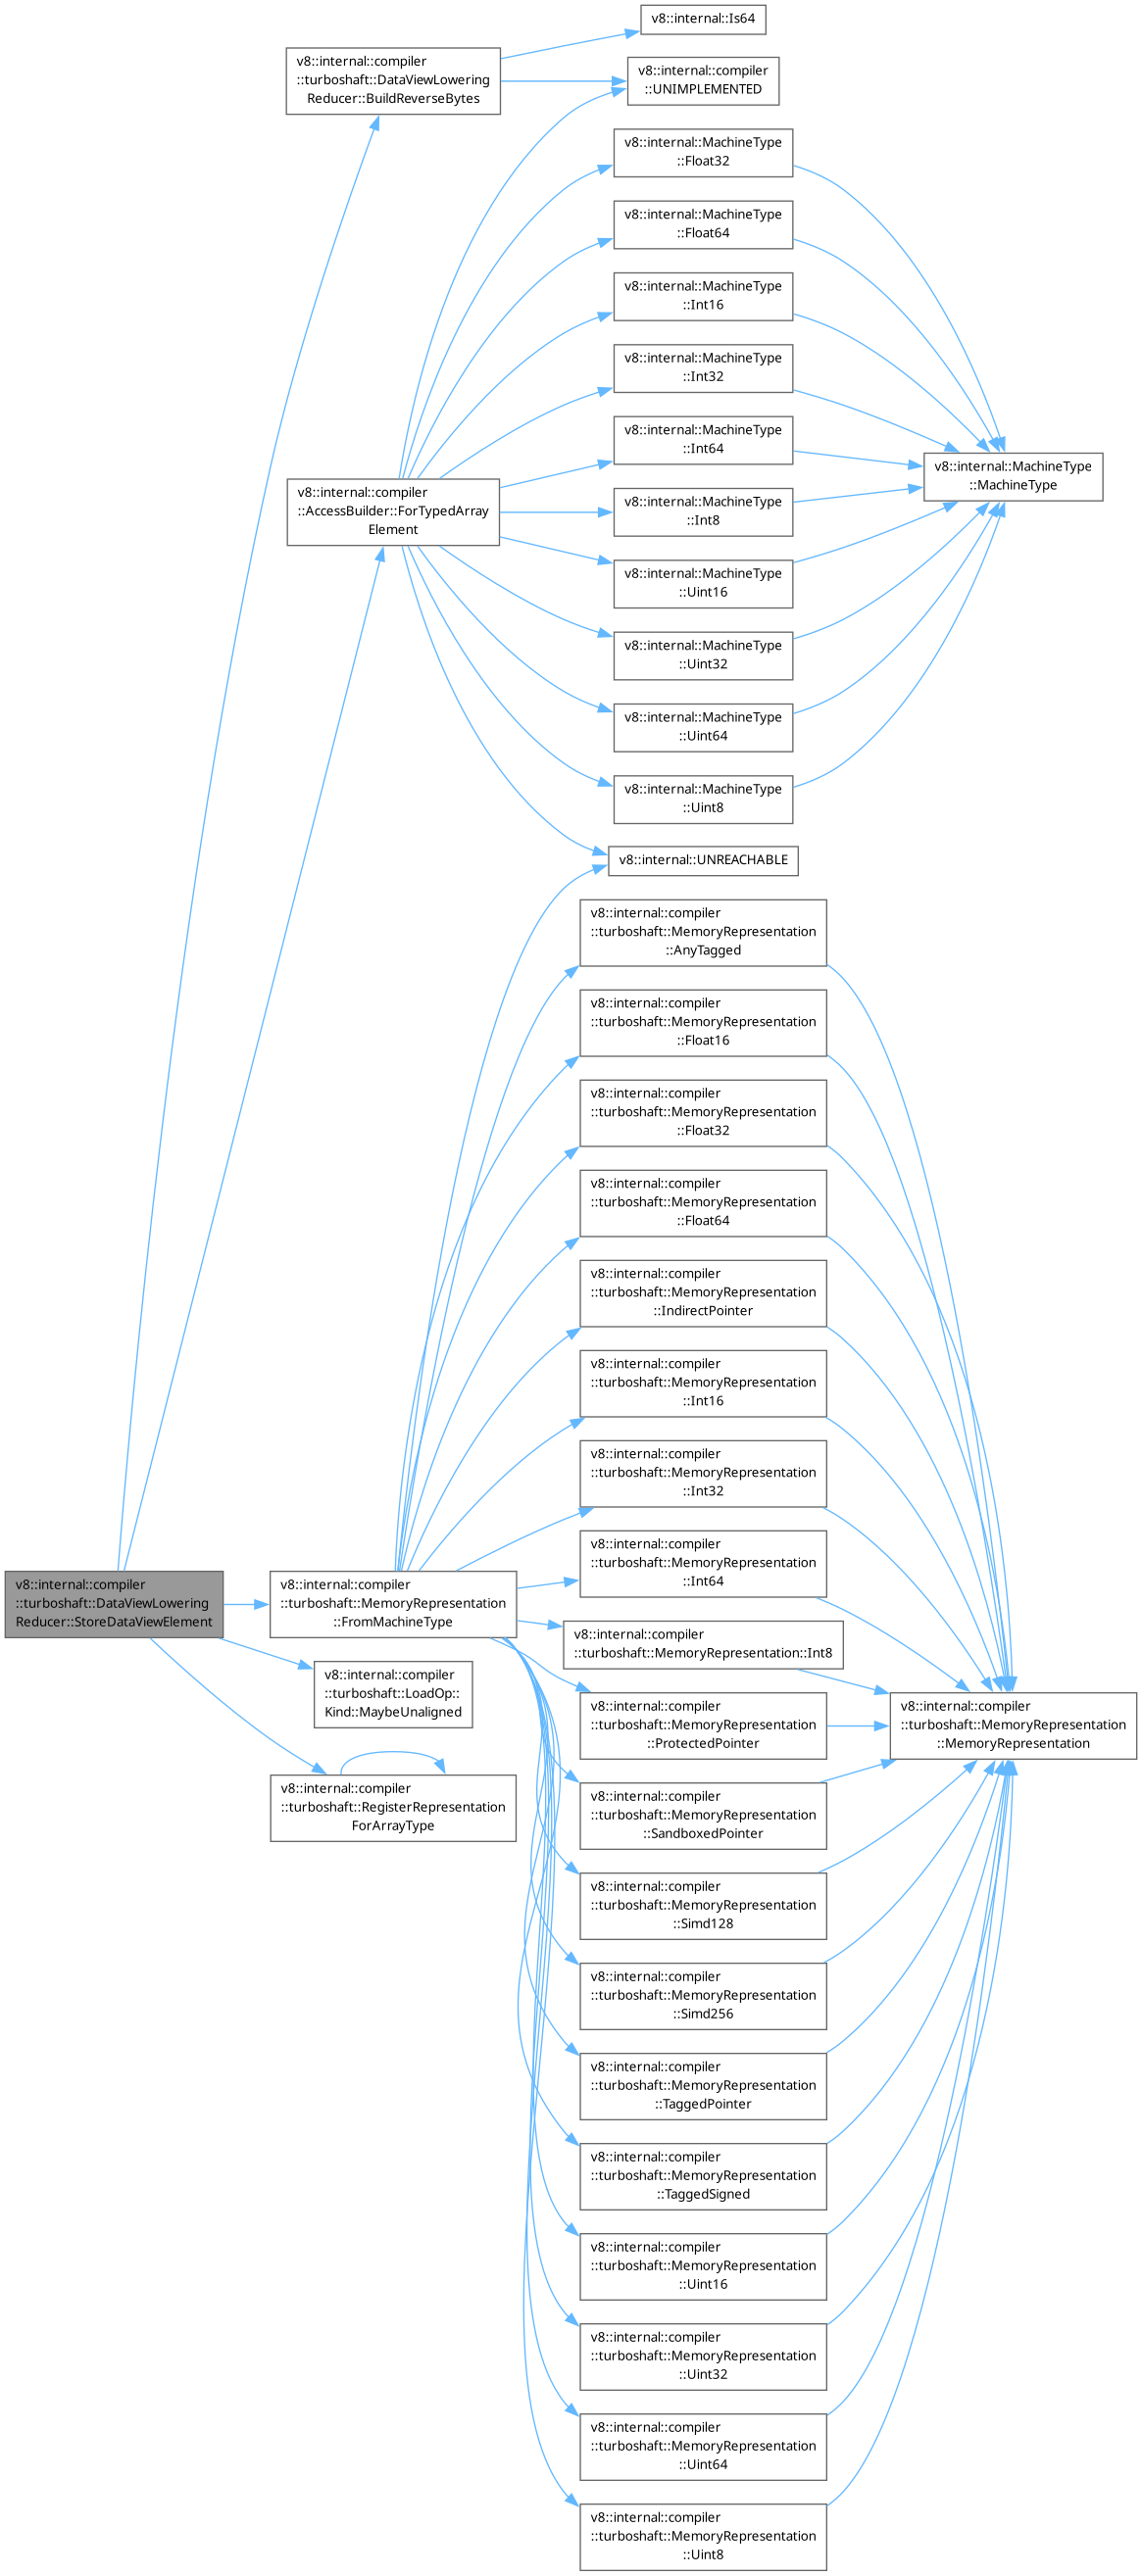 v8::internal::Is64
v8::internal::compiler
::turboshaft::DataViewLowering
Reducer::BuildReverseBytes
v8::internal::compiler
::UNIMPLEMENTED
v8::internal::MachineType
::Float32
v8::internal::MachineType
::Float64
v8::internal::MachineType
::Int16
v8::internal::MachineType
::Int32
v8::internal::MachineType
::Int64
v8::internal::MachineType
::MachineType
v8::internal::compiler
::AccessBuilder::ForTypedArray
Element
v8::internal::MachineType
::Int8
v8::internal::MachineType
::Uint16
v8::internal::MachineType
::Uint32
v8::internal::MachineType
::Uint64
v8::internal::MachineType
::Uint8
v8::internal::UNREACHABLE
v8::internal::compiler
::turboshaft::MemoryRepresentation
::AnyTagged
v8::internal::compiler
::turboshaft::MemoryRepresentation
::Float16
v8::internal::compiler
::turboshaft::MemoryRepresentation
::Float32
v8::internal::compiler
::turboshaft::MemoryRepresentation
::Float64
v8::internal::compiler
::turboshaft::MemoryRepresentation
::IndirectPointer
v8::internal::compiler
::turboshaft::MemoryRepresentation
::Int16
v8::internal::compiler
::turboshaft::MemoryRepresentation
::Int32
v8::internal::compiler
::turboshaft::MemoryRepresentation
::Int64
v8::internal::compiler
::turboshaft::DataViewLowering
Reducer::StoreDataViewElement
v8::internal::compiler
::turboshaft::MemoryRepresentation
::FromMachineType
v8::internal::compiler
::turboshaft::MemoryRepresentation::Int8
v8::internal::compiler
::turboshaft::LoadOp::
Kind::MaybeUnaligned
v8::internal::compiler
::turboshaft::MemoryRepresentation
::ProtectedPointer
v8::internal::compiler
::turboshaft::MemoryRepresentation
::MemoryRepresentation
v8::internal::compiler
::turboshaft::RegisterRepresentation
ForArrayType
v8::internal::compiler
::turboshaft::MemoryRepresentation
::SandboxedPointer
v8::internal::compiler
::turboshaft::MemoryRepresentation
::Simd128
v8::internal::compiler
::turboshaft::MemoryRepresentation
::Simd256
v8::internal::compiler
::turboshaft::MemoryRepresentation
::TaggedPointer
v8::internal::compiler
::turboshaft::MemoryRepresentation
::TaggedSigned
v8::internal::compiler
::turboshaft::MemoryRepresentation
::Uint16
v8::internal::compiler
::turboshaft::MemoryRepresentation
::Uint32
v8::internal::compiler
::turboshaft::MemoryRepresentation
::Uint64
v8::internal::compiler
::turboshaft::MemoryRepresentation
::Uint8